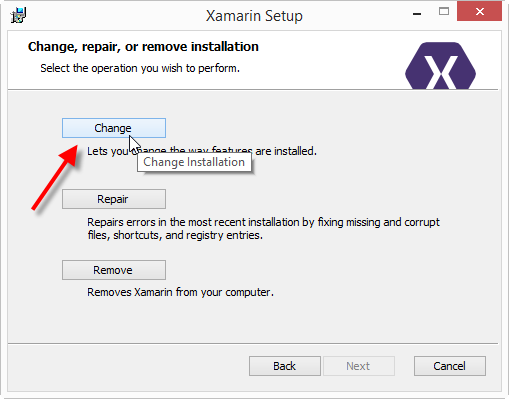 Xamarin Setup
Change, repair, or remove installation
Select the operation you wish to perform.
Change
Lets you change the way features are installed.
Change Installation
Repair
Repairs errors in the most recent installation by fixing missing and corrupt
files, shortcuts, and registry entries.
Remove
Removes Xamarin from your computer.
Back
Next
Cancel